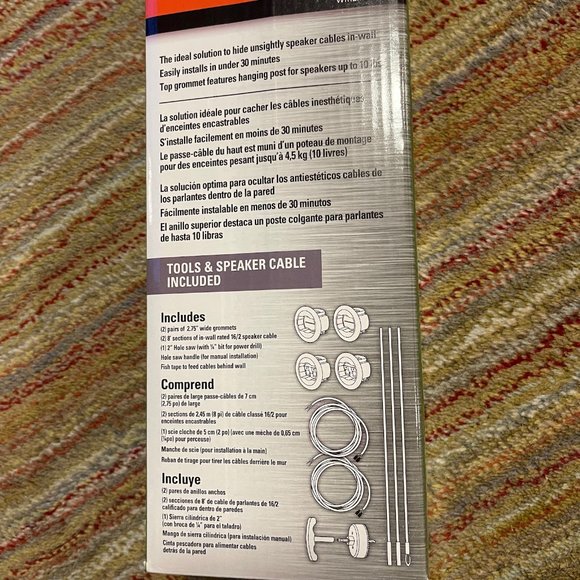 The ideal solution to hide unsightly speaker cables in-wall
Easily installs in under 30 minutes
Top grommet features hanging post for speakers up to 10 lbs
La solution idéale pour cacher les câbles inesthétiques
d'enceintes encastrables
S'installe facilement en moins de 30 minutes
Le passe-câble du haut est muni d'un poteau de montage
pour des enceintes pesant jusqu'à 4,5 kg (10 livres)
La solución optima para ocultar los antiestéticos cables de
los parlantes dentro de la pared
Fácilmente instalable en menos de 30 minutos
El anillo superior destaca un poste colgante para parlantes
de hasta 10 libras
TOOLS & SPEAKER CABLE
INCLUDED
Includes
(2) pairs of 2.75" wide grommets
(2) 8' sections of in-wall rated 16/2 speaker cable
(1) 2" Hole saw (with ¼" bit for power drill)
Hole saw handle (for manual installation)
Fish tape to feed cables behind wall
Comprend
(2) paires de large passe-câbles de 7 cm
(2,75 po) de large
(2) sections de 2,45 m (8 pi) de câble classé 16/2 pour
enceintes encastrables
(1) scie cloche de 5 cm (2 po) (avec une mèche de 0,65 cm
(¼po) pour perceuse)
Manche de scie (pour installation à la main)
Ruban de tirage pour tirer les câbles derrière le mur
Incluye
(2) pares de anillos anchos
(2) secciones de 8' de cable de parlantes de 16/2
calificado para dentro de paredes
(1) Sierra cilíndrica de 2"
(con broca de ¼" para el taladro)
Mango de sierra cilíndrica (para instalación manual)
Cinta pescadora para alimentar cables
detrás de la pared